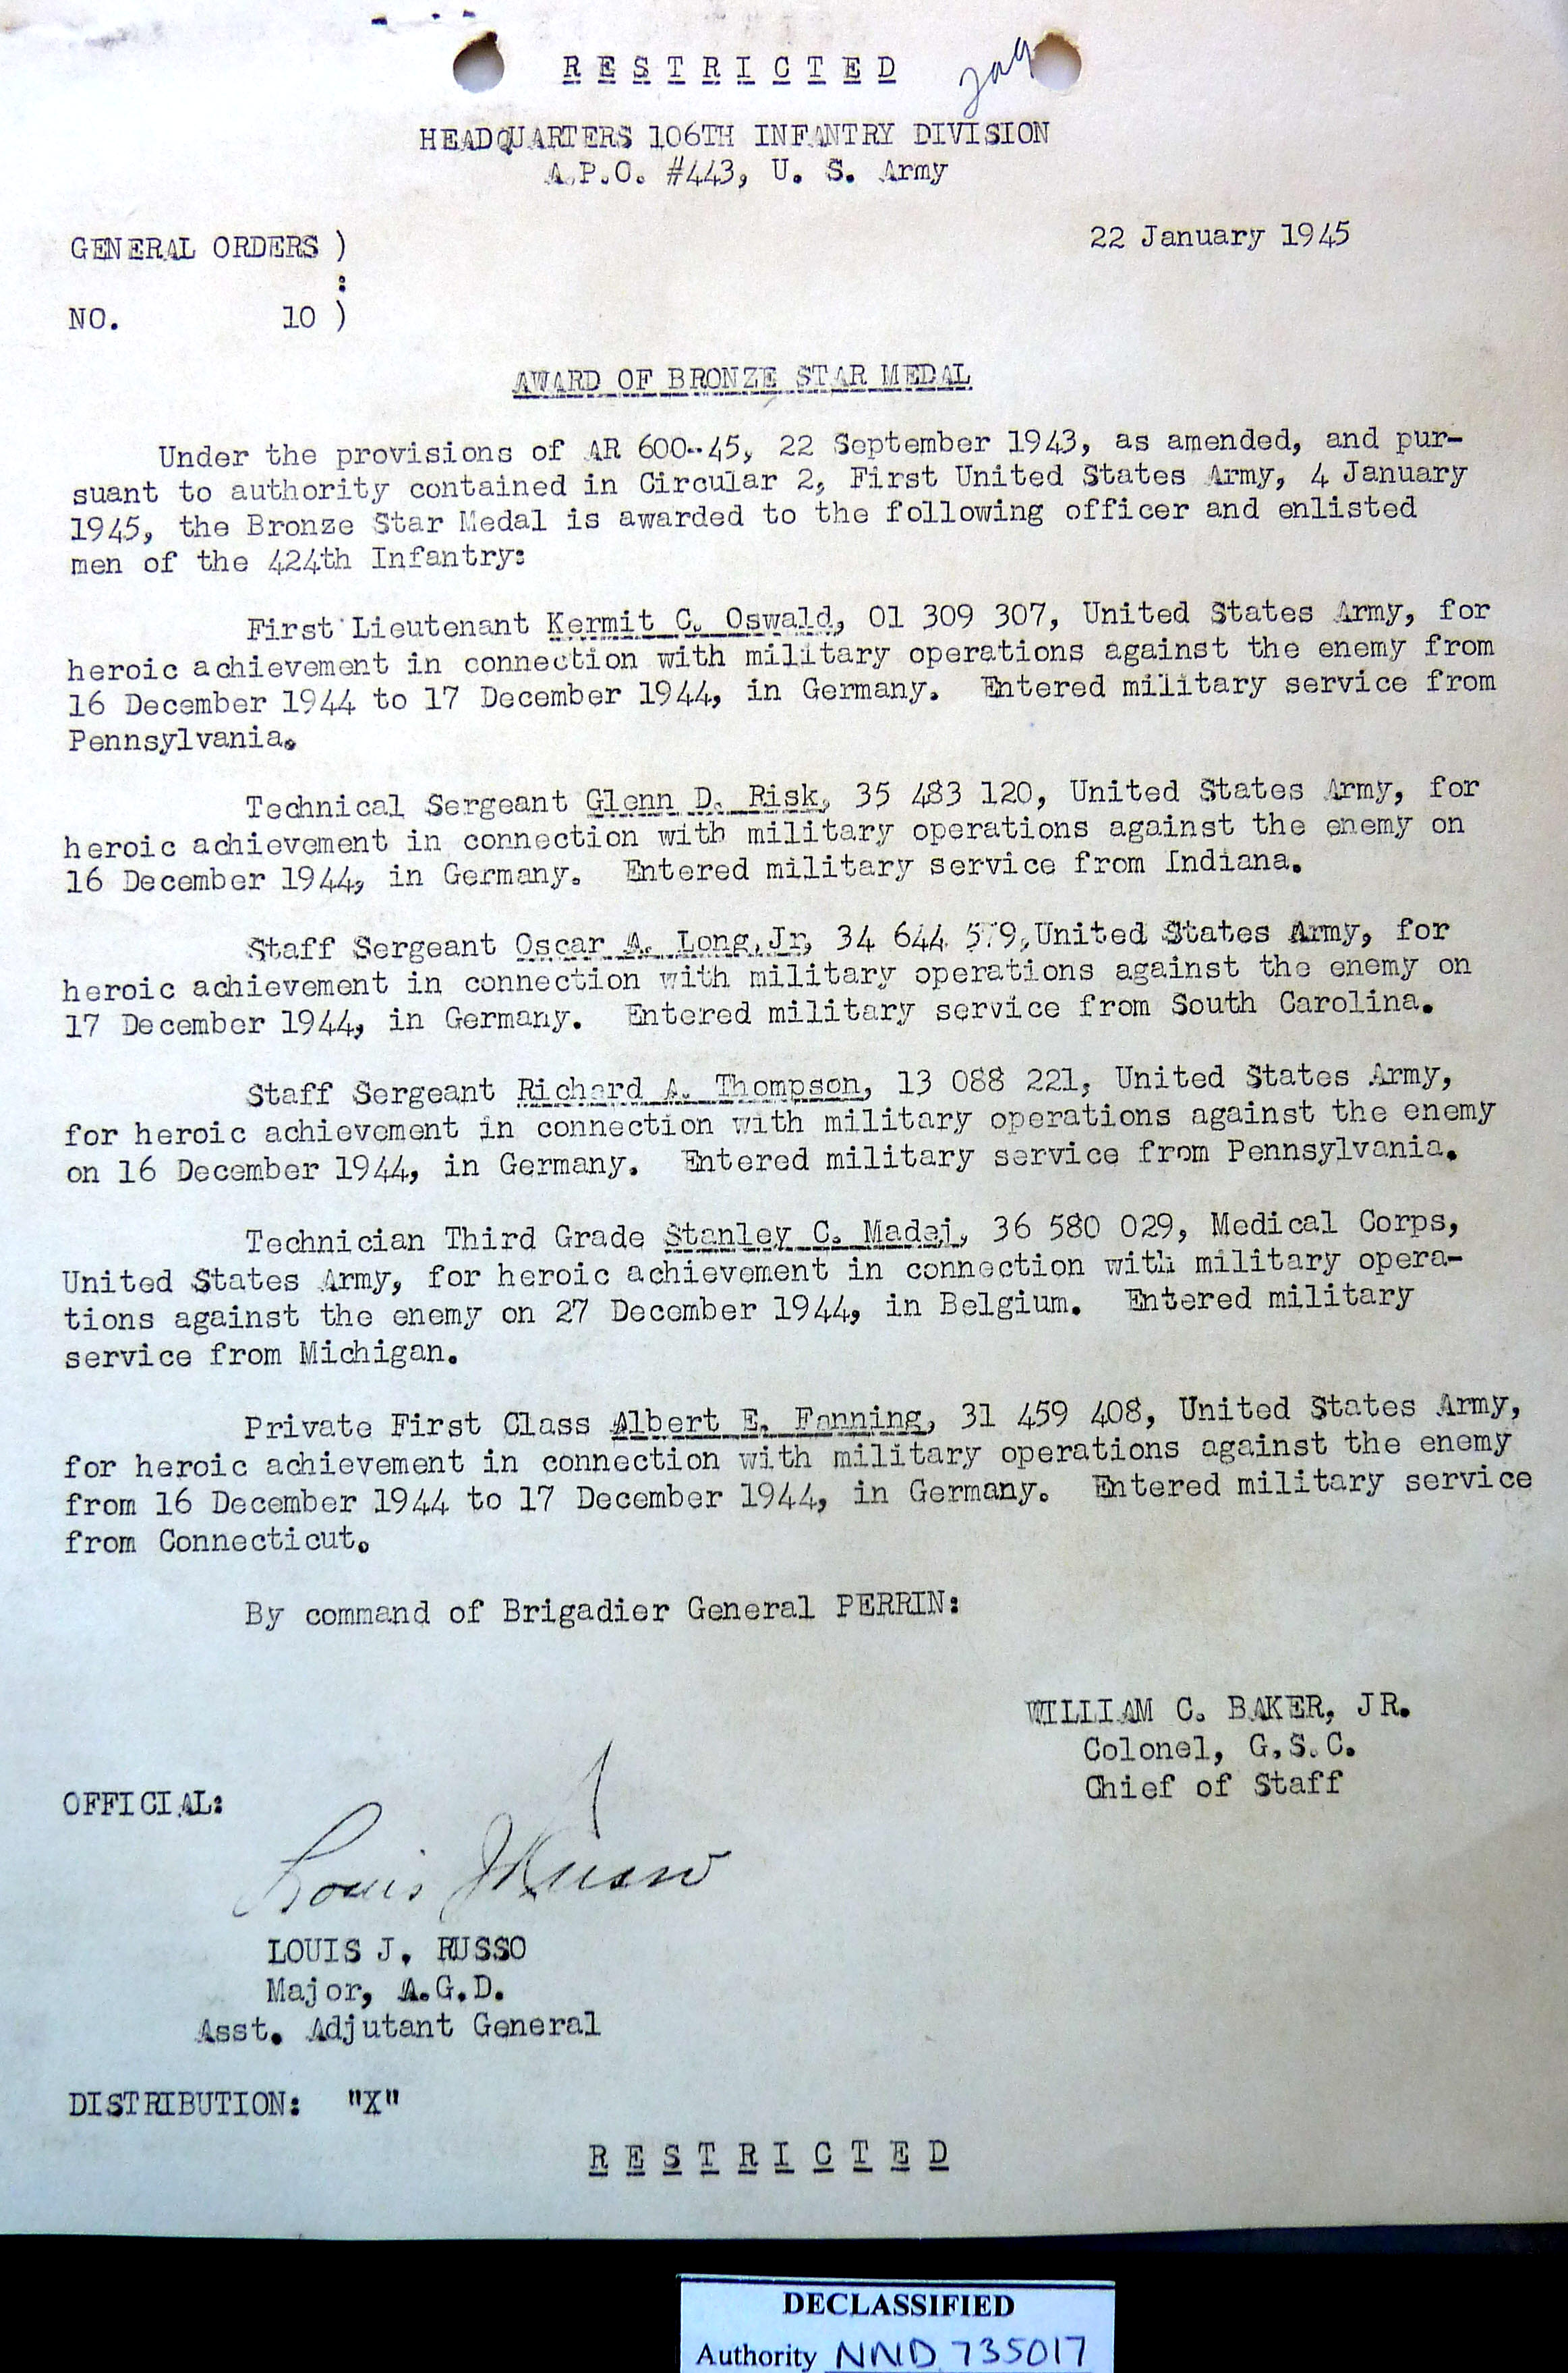 RESTRICTED
HEADQUARTERS 106TH INFANTRY DIVISION
A.P.O. #443, U. S. Army
22 January 1945
GENERAL ORDERS )
:
NO. 10 )
AWARD OF BRONZE STAR MEDAL
Under the provisions of AR 600-45, 22 September 1943, as amended, and pur-
suant to authority contained in Circular 2, First United States Army, 4 January
1945, the Bronze Star Medal is awarded to the following officer and enlisted
men of the 424th Infantry:
First Lieutenant Kermit C. Oswald, 01 309 307, United States Army, for
heroic achievement in connection with military operations against the enemy from
16 December 1944 to 17 December 1944, in Germany. Entered military service from
Pennsylvania.
Technical Sergeant Glenn D. Risk, 35 483 120, United States Army, for
heroic achievement in connection with military operations against the enemy on
16 December 1944, in Germany. Entered military service from Indiana.
Staff Sergeant Oscar A. Long, Jr, 34 644 579, United States Army, for
heroic achievement in connection with military operations against the enemy on
17 December 1944, in Germany. Entered military service from South Carolina.
Staff Sergeant Richard A. Thompson, 13 088 221, United States Army,
for heroic achievement in connection with military operations against the enemy
on 16 December 1944, in Germany. Entered military service from Pennsylvania.
Technician Third Grade Stanley C. Madej, 36 580 029, Medical Corps,
United States Army, for heroic achievement in connection with military opera-
tions against the enemy on 27 December 1944, in Belgium. Entered military
service from Michigan.
Private First Class Albert E. Fanning, 31 459 408, United States Army,
for heroic achievement in connection with military operations against the enemy
from 16 December 1944 to 17 December 1944, in Germany. Entered military service
from Connecticut.
By command of Brigadier General PERRIN:
WILLIAM C. BAKER, JR.
Colonel, G.S.C.
Chief of Staff
OFFICIAL:
Louis J Russo
LOUIS J. RUSSO
Major, A.G.D.
Asst. Adjutant General
DISTRIBUTION: "X"
RESTRICTED
DECLASSIFIED
Authority NND 735017